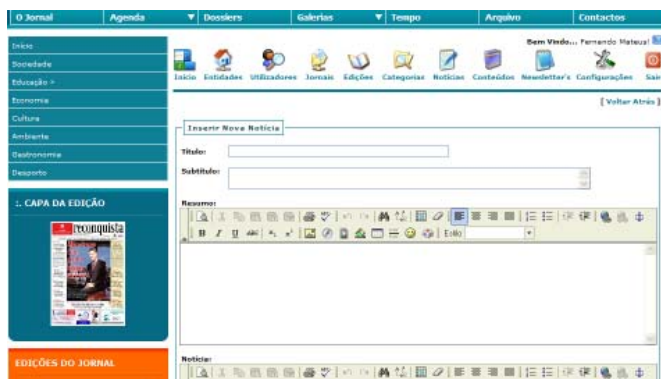 O Jornal Agenda Dossiers Galerias Tempo Arquivo Contactos
Bem Vindo... Fernando Mateus!
Início
Sociedade
Educação >
Economia
Cultura
Ambiente
Gastronomia
Desporto
Início Entidades Utilizadores Jornais Edições Categorias Notícias Conteúdos Newsletter's Configurações Sair
[ Voltar Atrás ]
Inserir Nova Notícia
Título:
Subtítulo:
Resumo:
B I U ABC Estilo
:. CAPA DA EDIÇÃO
reconquista
EDIÇÕES DO JORNAL
Notícia: